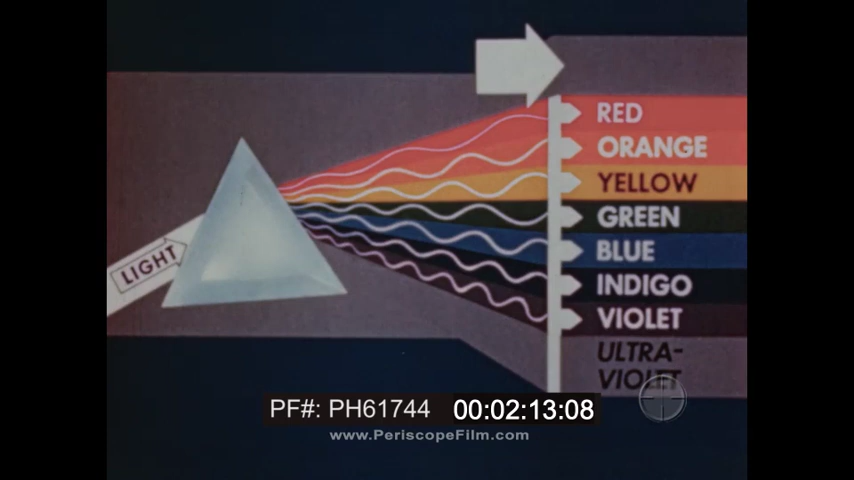 LIGHT
RED
ORANGE
YELLOW
GREEN
BLUE
INDIGO
VIOLET
ULTRA-
VIOLET
PF#: PH61744 00:02:13:08
www.PeriscopeFilm.com